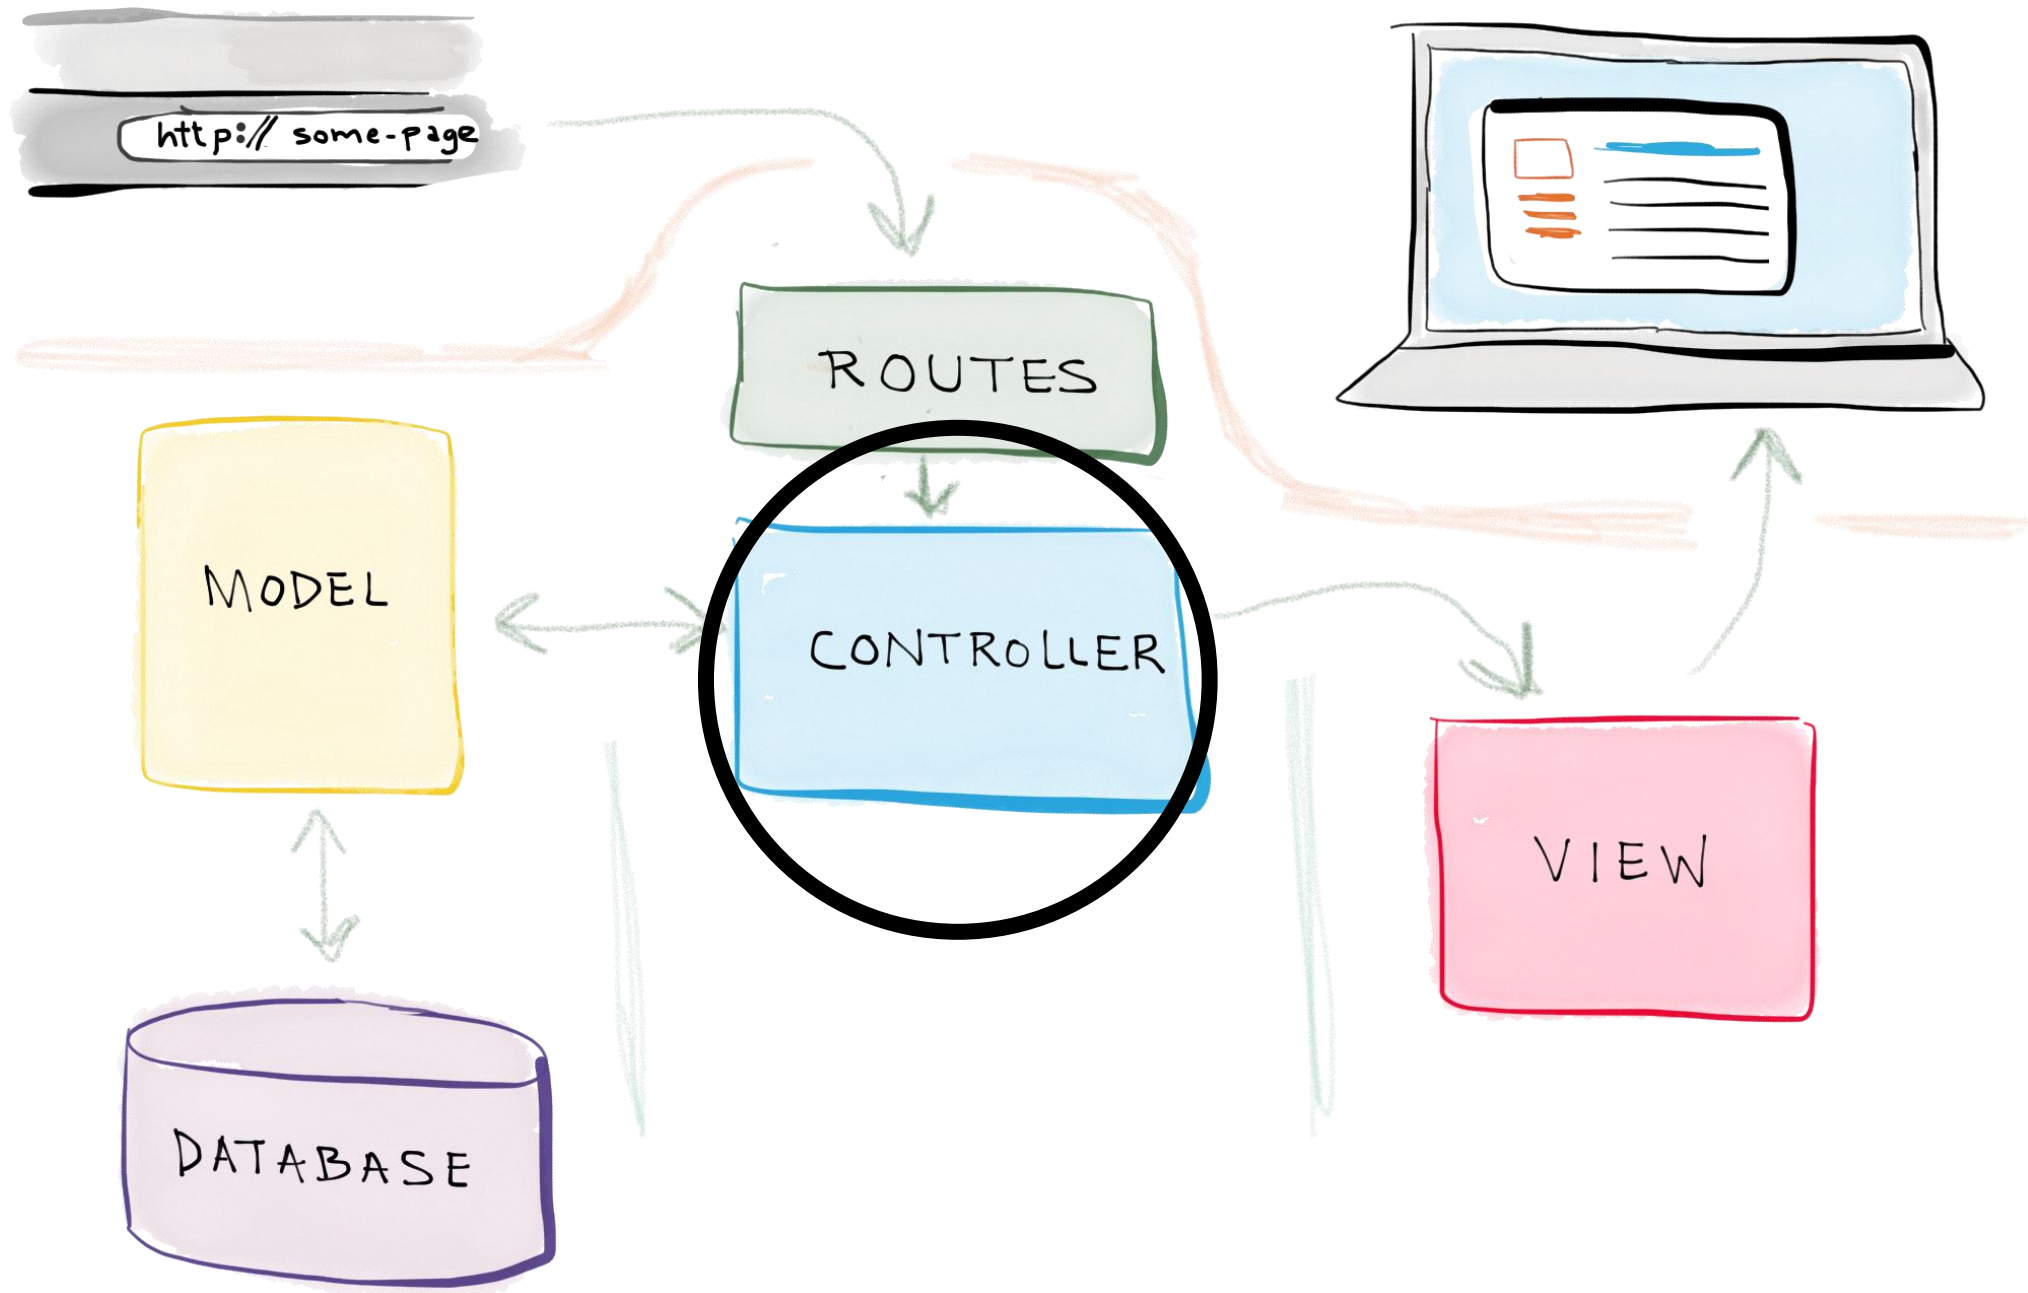 http:// some-page
ROUTES
MODEL
CONTROLLER
VIEW
DATABASE